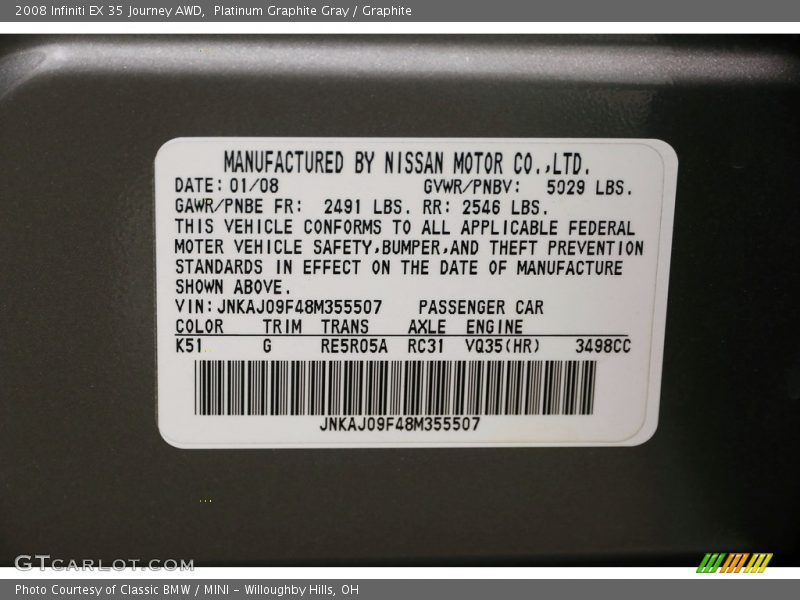 2008 Infiniti EX 35 Journey AWD,  Platinum Graphite Gray / Graphite
MANUFACTURED BY NISSAN MOTOR CO.,LTD.
DATE: 01/08 GVWR/PNBV: 5029 LBS.
GAWR/PNBE FR: 2491 LBS. RR: 2546 LBS.
THIS VEHICLE CONFORMS TO ALL APPLICABLE FEDERAL
MOTER VEHICLE SAFETY,BUMPER,AND THEFT PREVENTION
STANDARDS IN EFFECT ON THE DATE OF MANUFACTURE
SHOWN ABOVE.
VIN: JNKAJ09F48M355507 PASSENGER CAR
COLOR TRIM TRANS AXLE ENGINE
K51 G RE5R05A RC31 VQ35(HR) 3498CC
JNKAJ09F48M355507
GTCARLOT.COM
Photo Courtesy of Classic BMW / MINI - Willoughby Hills, OH